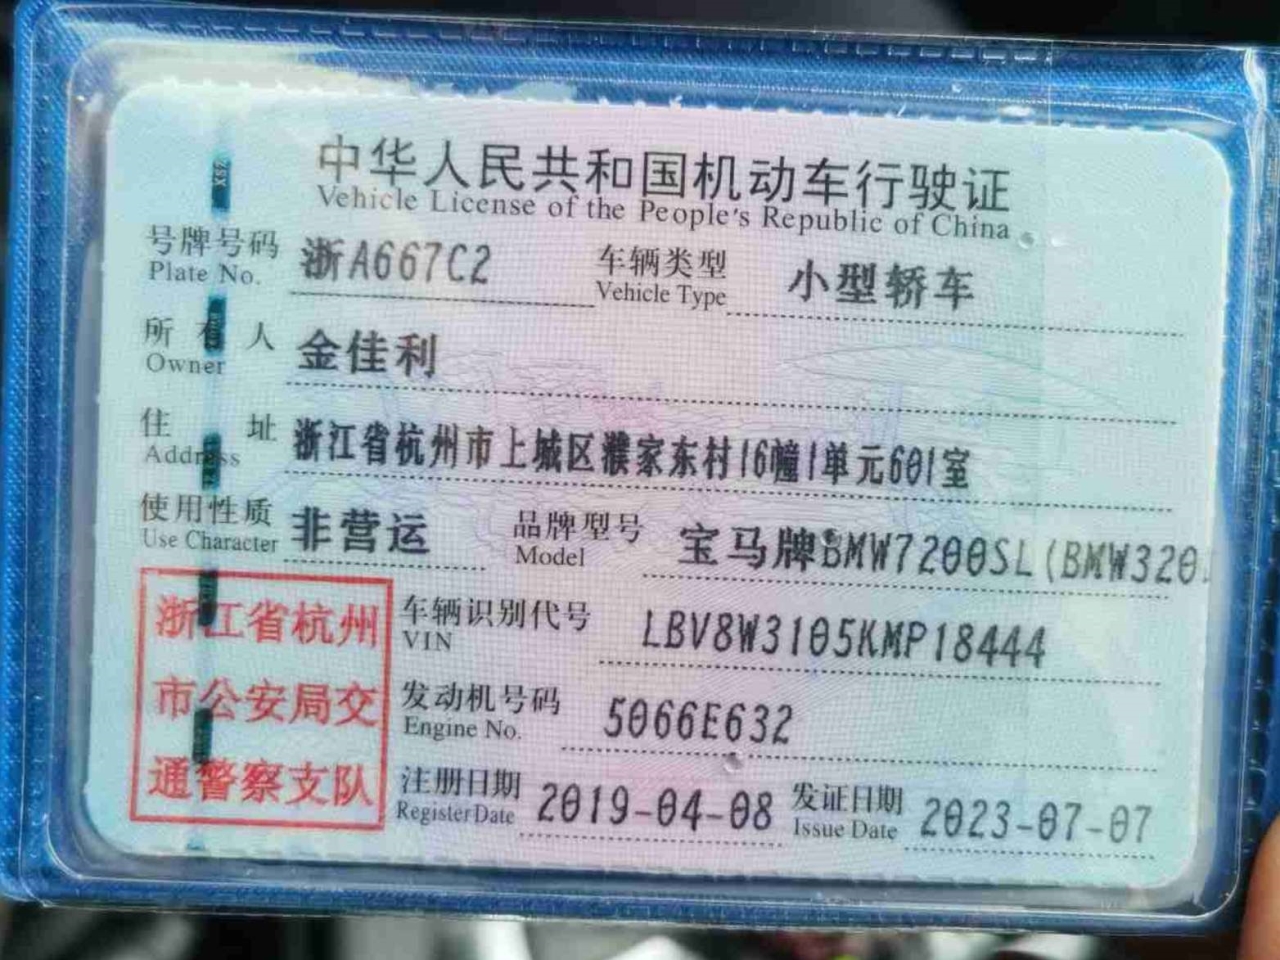 中华人民共和国机动车行驶证
Vehicle License of the People's Republic of China
号牌号码 浙A667C2 车辆类型 小型轿车
Plate No. Vehicle Type
所有人 金佳利
Owner
住址 浙江省杭州市上城区濮家东村16幢1单元601室
Address
使用性质 非营运 品牌型号 宝马牌BMW7200SL(BMW320
Use Character Model
浙江省杭州
市公安局交
通警察支队
车辆识别代号 LBV8W3105KMP18444
VIN
发动机号码 5066E632
Engine No.
注册日期 2019-04-08 发证日期 2023-07-07
Register Date Issue Date